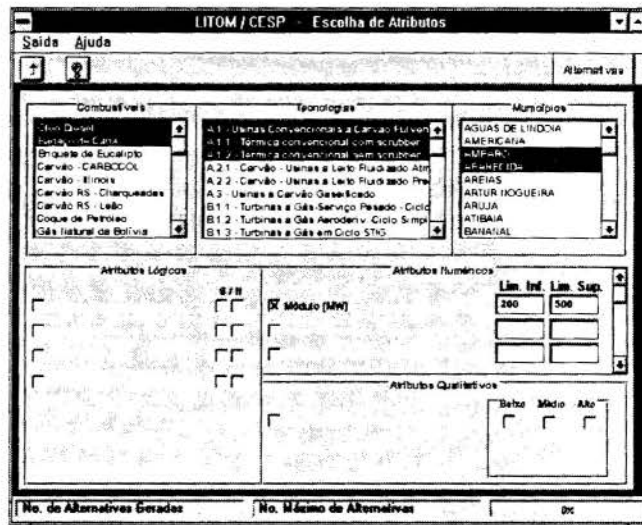 LITOM / CESP - Escolha de Atributos
Saída Ajuda
Alternativas
Combustíveis
Óleo Diesel
Bagaço de Cana
Briquete de Eucalipto
Carvão - CARBOCOL
Carvão - Illinois
Carvão RS - Charqueadas
Carvão RS - Leão
Coque de Petróleo
Gás Natural da Bolívia
Tecnologias
A.1 - Usinas Convencionais a Carvão Pulveri
A.1.1 - Térmica convencional com scrubber
A.1.2 - Térmica convencional sem scrubber
A.2.1 - Carvão - Usinas a Leito Fluidizado Atm
A.2.2 - Carvão - Usinas a Leito Fluidizado Pre
A.3 - Usinas a Carvão Gaseificado
B.1.1 - Turbinas a Gás-Serviço Pesado - Ciclo
B.1.2 - Turbinas a Gás Aeroderiv. Ciclo Simpl
B.1.3 - Turbinas a Gás em Ciclo STIG
Municípios
AGUAS DE LINDOIA
AMERICANA
AMPARO
APARECIDA
AREIAS
ARTUR NOGUEIRA
ARUJA
ATIBAIA
BANANAL
Atributos Lógicos
S / N
Atributos Numéricos
Lim. Inf. Lim. Sup.
Módulo (MW) 200 500
Atributos Qualitativos
Baixo Médio Alto
No. de Alternativas Geradas No. Máximo de Alternativas 0%